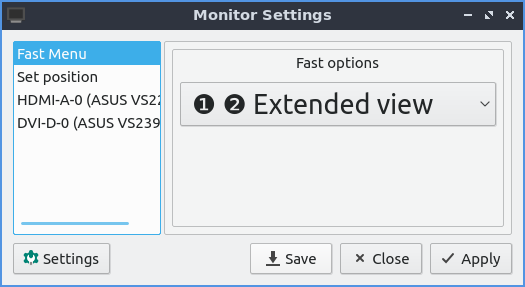 Monitor Settings
Fast Menu
Set position
HDMI-A-0 (ASUS VS22
DVI-D-0 (ASUS VS239
Fast options
❶ ❷ Extended view
Settings
Save
Close
Apply